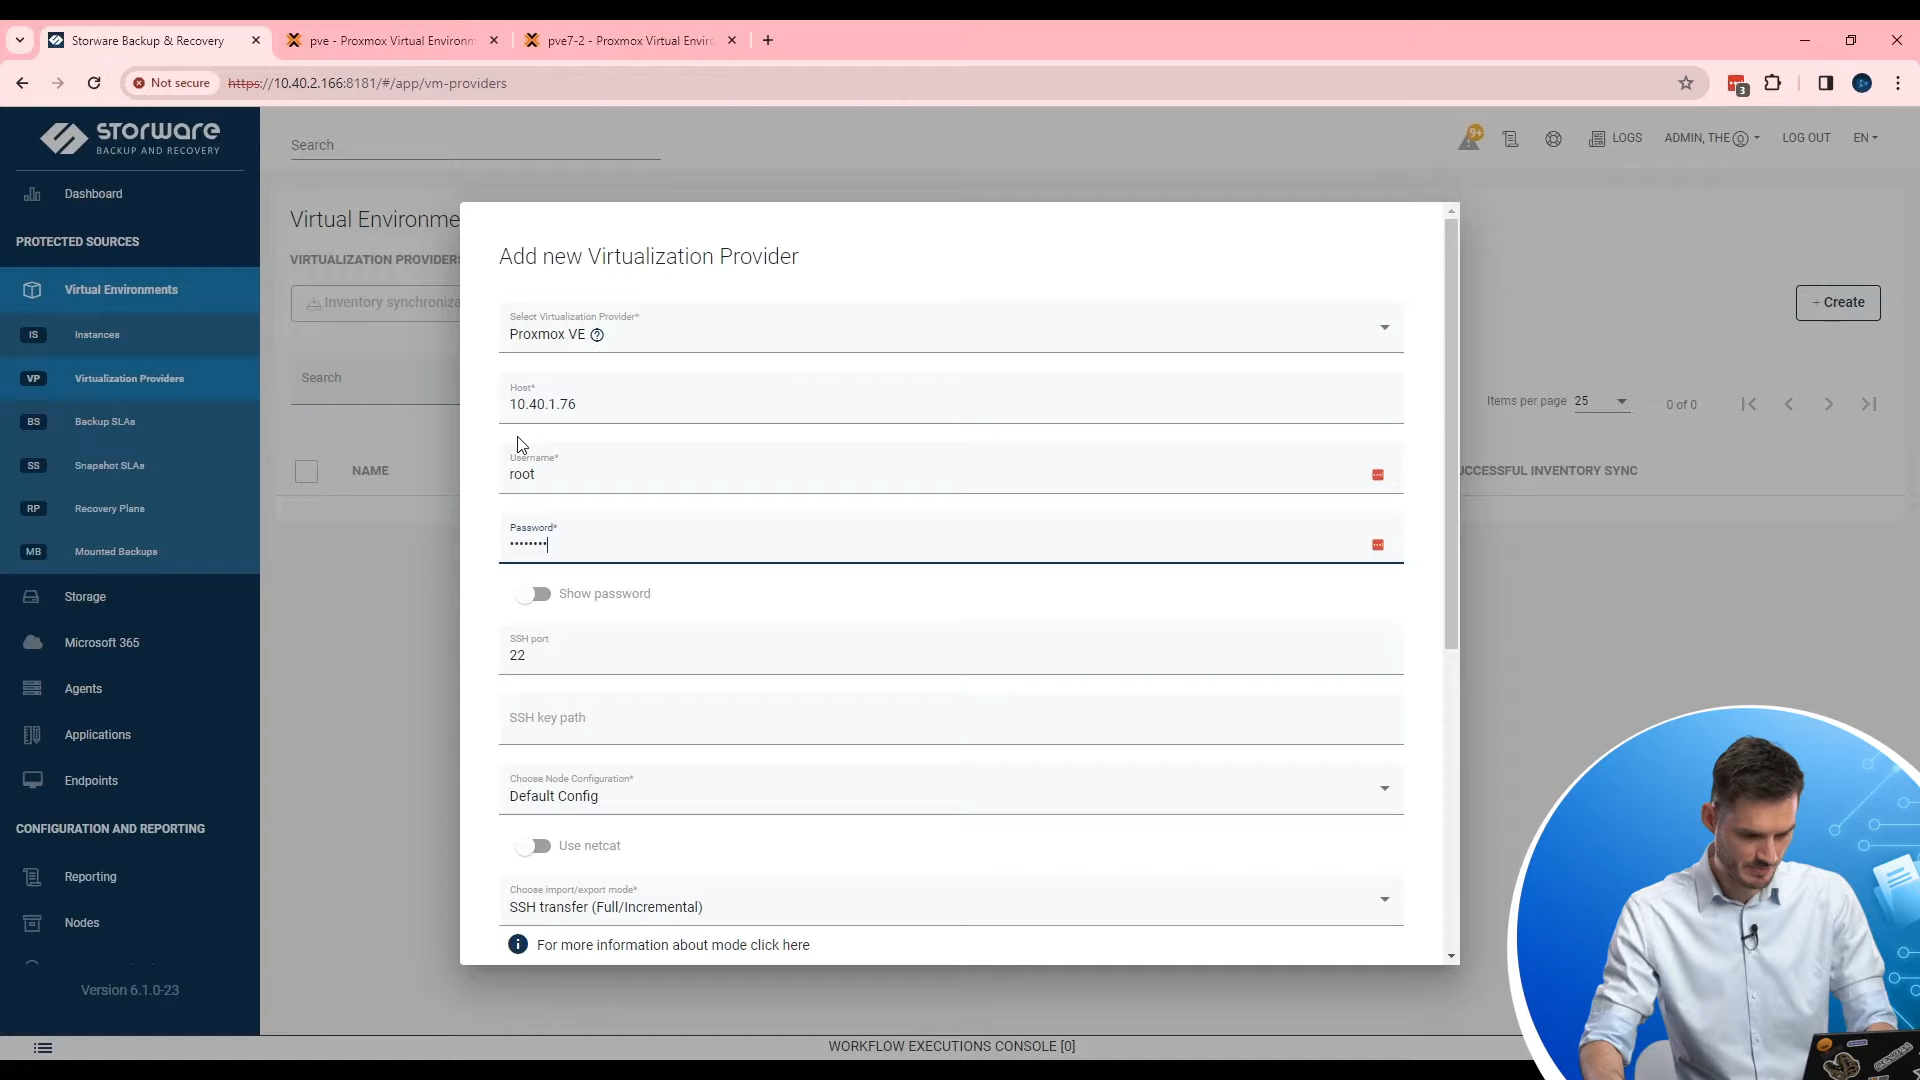 Storware Backup & Recovery
pve - Proxmox Virtual Environm
pve7-2 - Proxmox Virtual Enviro
Not secure
https://10.40.2.166:8181/#/app/vm-providers
3
STORWARE
BACKUP AND RECOVERY
Search
9+
LOGS
ADMIN, THE
LOG OUT
EN
Dashboard
PROTECTED SOURCES
Virtual Environments
IS Instances
VP Virtualization Providers
BS Backup SLAs
SS Snapshot SLAs
RP Recovery Plans
MB Mounted Backups
Storage
Microsoft 365
Agents
Applications
Endpoints
CONFIGURATION AND REPORTING
Reporting
Nodes
Version 6.1.0-23
Virtual Environme
VIRTUALIZATION PROVIDERS
Inventory synchroniza
+ Create
Search
Items per page 25
0 of 0
NAME
UCCESSFUL INVENTORY SYNC
Add new Virtualization Provider
Select Virtualization Provider*
Proxmox VE
Host*
10.40.1.76
Username*
root
Password*
••••••••
Show password
SSH port
22
SSH key path
Choose Node Configuration*
Default Config
Use netcat
Choose import/export mode*
SSH transfer (Full/Incremental)
For more information about mode click here
WORKFLOW EXECUTIONS CONSOLE [0]